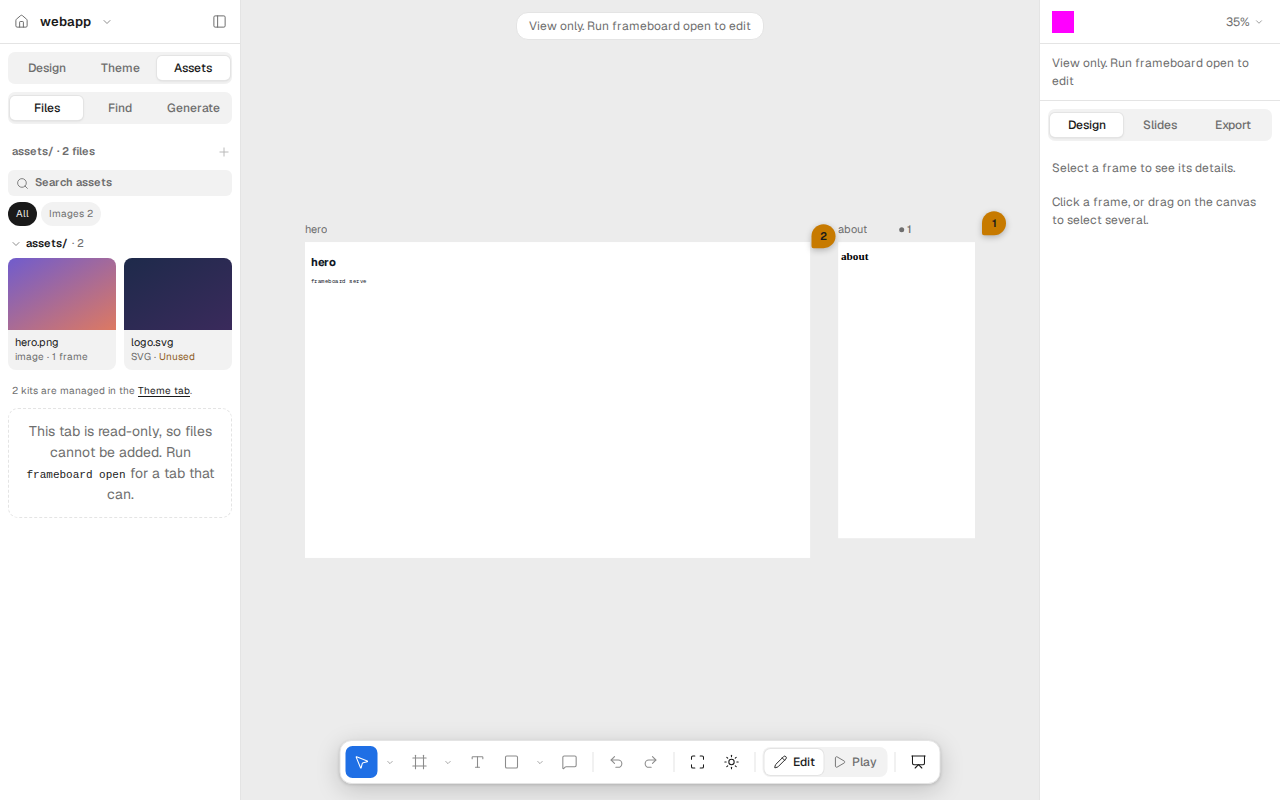 webapp
View only. Run frameboard open to edit
35%
Design Theme Assets
Files Find Generate
View only. Run frameboard open to
edit
Design Slides Export
assets/ · 2 files
Search assets
All Images 2
assets/ · 2
hero.png
image · 1 frame
logo.svg
SVG · Unused
2 kits are managed in the Theme tab.
This tab is read-only, so files
cannot be added. Run
frameboard open for a tab that
can.
hero
2
about
1
1
hero
frameboard serve
about
Select a frame to see its details.
Click a frame, or drag on the canvas
to select several.
Edit Play